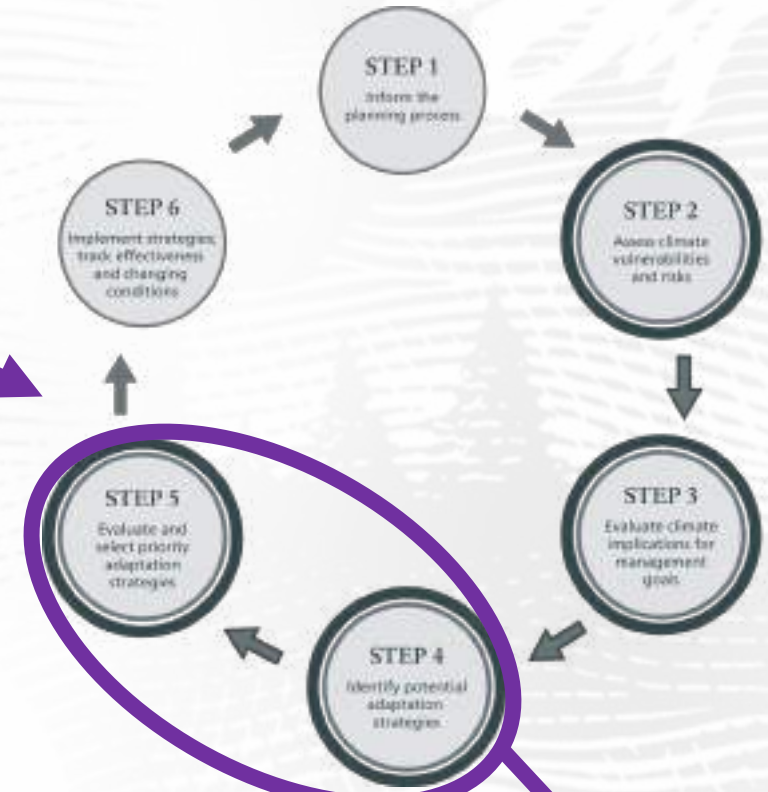 STEP 1
Inform the
planning process
STEP 2
Assess climate
vulnerabilities
and risks
STEP 3
Evaluate climate
implications for
management
goals
STEP 4
Identify potential
adaptation
strategies
STEP 5
Evaluate and
select priority
adaptation
strategies
STEP 6
Implement strategies;
track effectiveness
and changing
conditions